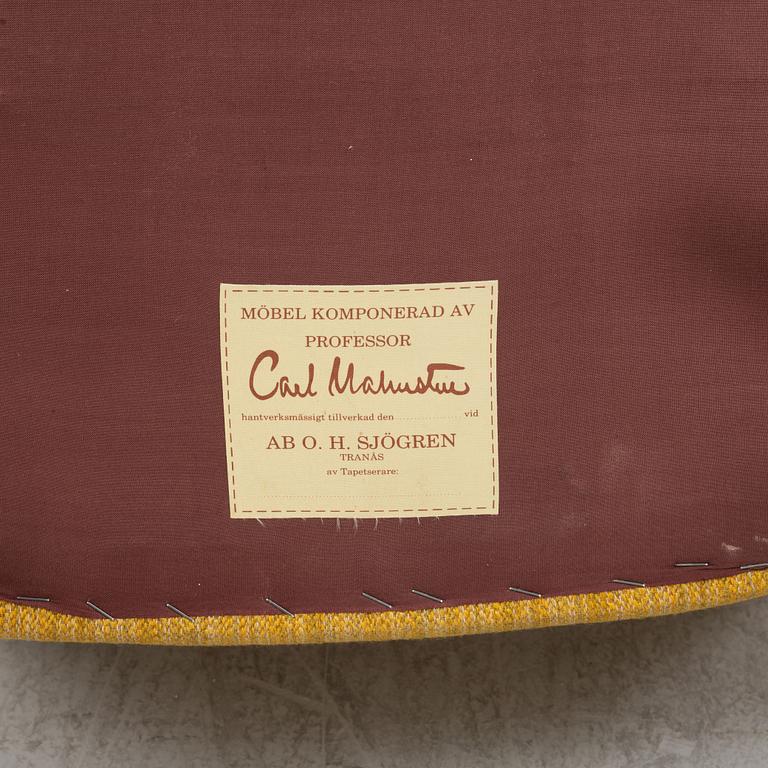 MÖBEL KOMPONERAD AV
PROFESSOR
Carl Malmsten
hantverksmässigt tillverkad den.................... vid
AB O. H. SJÖGREN
TRANÅS
av Tapetserare: